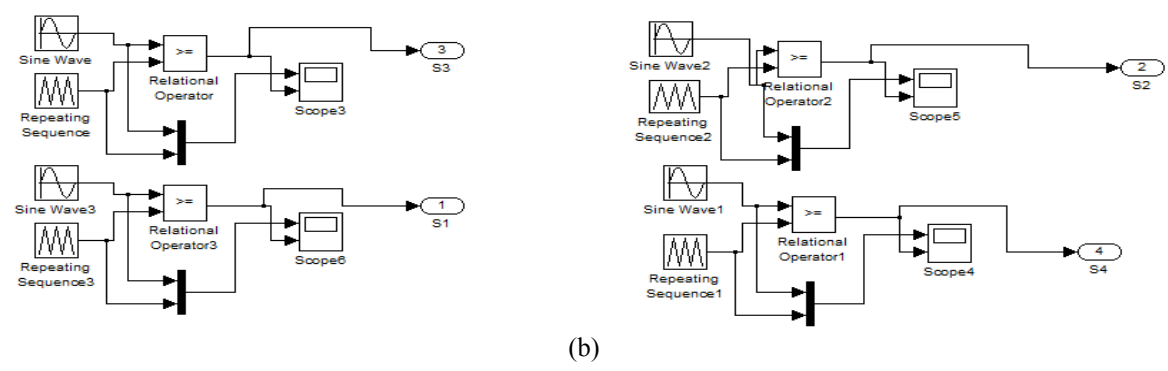 Sine Wave
>=
Relational
Operator
3
S3
Repeating
Sequence
Scope3
Sine Wave3
>=
Relational
Operator3
1
S1
Repeating
Sequence3
Scope6
Sine Wave2
>=
Relational
Operator2
2
S2
Repeating
Sequence2
Scope5
Sine Wave1
>=
Relational
Operator1
4
S4
Repeating
Sequence1
Scope4
(b)